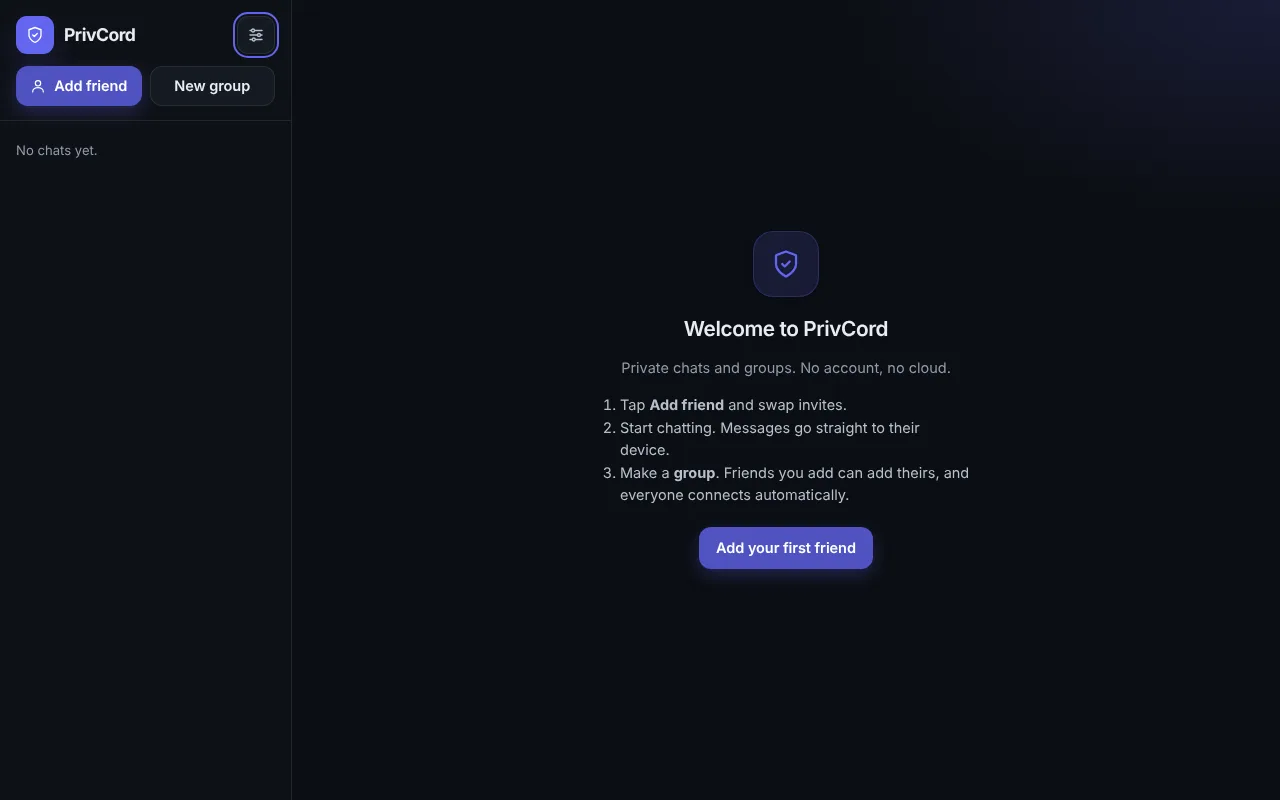 PrivCord
Add friend
New group
No chats yet.
Welcome to PrivCord
Private chats and groups. No account, no cloud.
1. Tap Add friend and swap invites.
2. Start chatting. Messages go straight to their
device.
3. Make a group. Friends you add can add theirs, and
everyone connects automatically.
Add your first friend